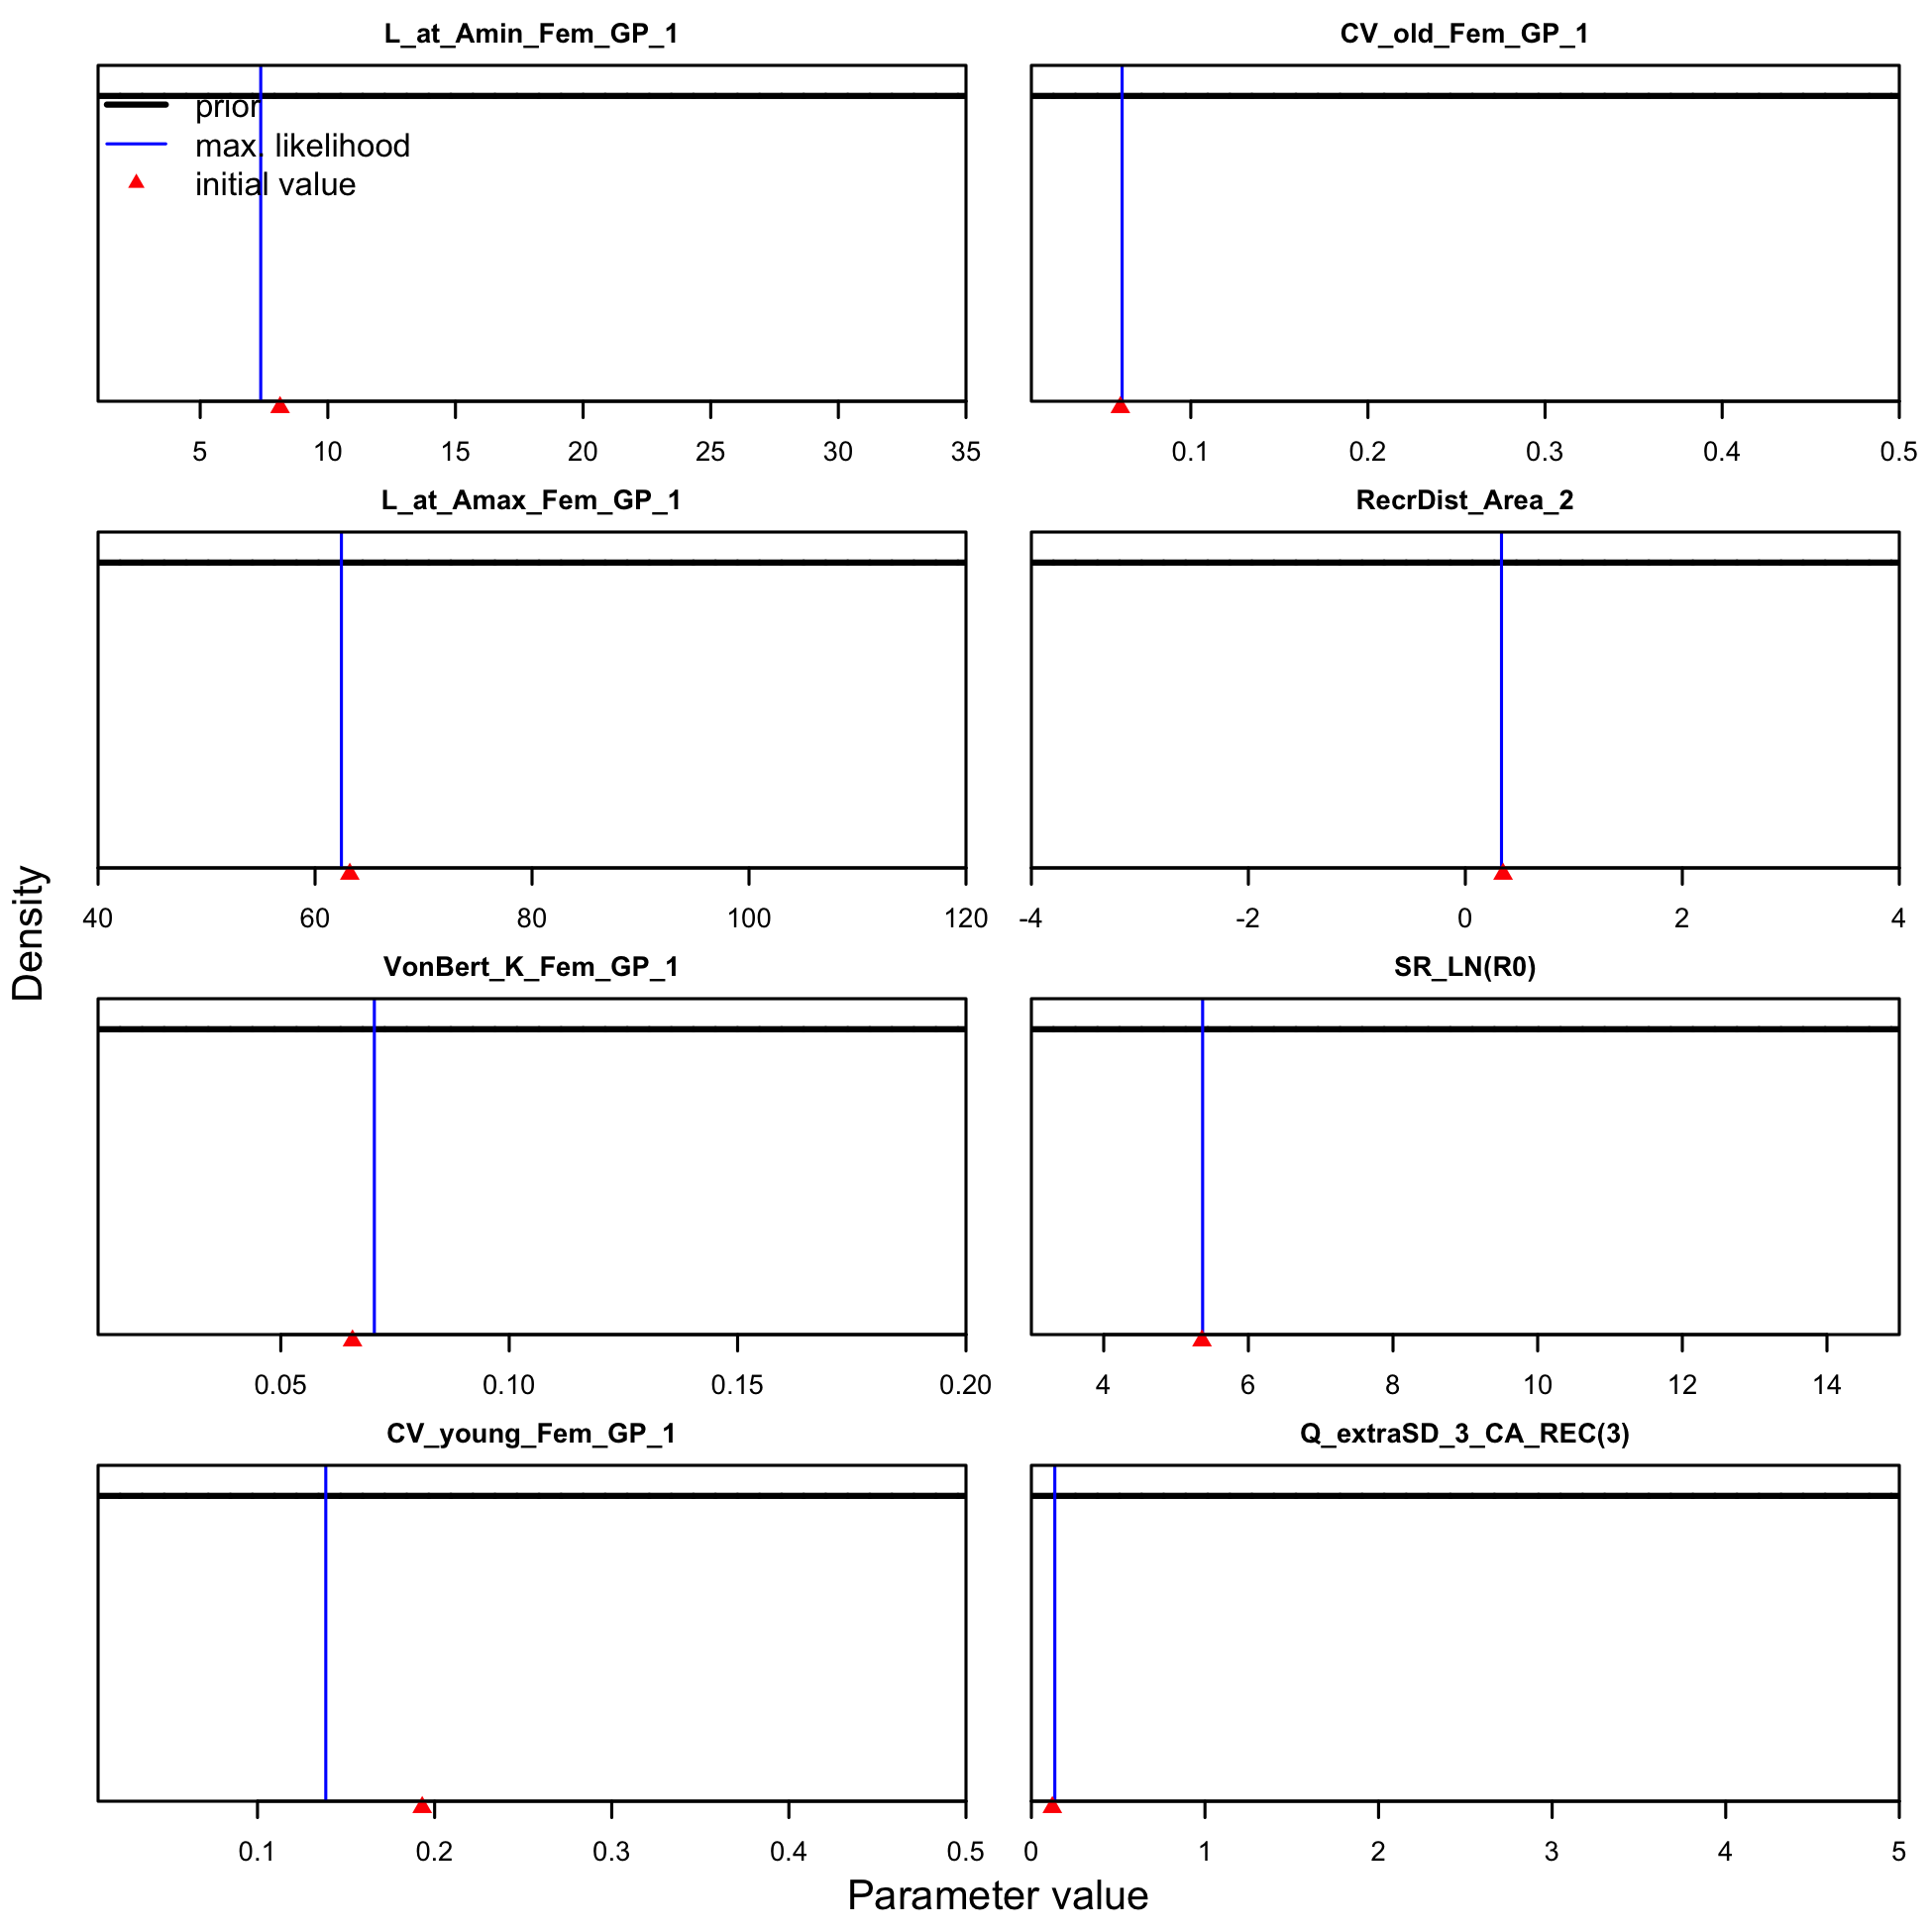 L_at_Amin_Fem_GP_1
prior
max. likelihood
initial value
5 10 15 20 25 30 35
CV_old_Fem_GP_1
0.1 0.2 0.3 0.4 0.5
L_at_Amax_Fem_GP_1
40 60 80 100 120
RecrDist_Area_2
-4 -2 0 2 4
VonBert_K_Fem_GP_1
0.05 0.10 0.15 0.20
SR_LN(R0)
4 6 8 10 12 14
CV_young_Fem_GP_1
0.1 0.2 0.3 0.4 0.5
Q_extraSD_3_CA_REC(3)
0 1 2 3 4 5
Density
Parameter value